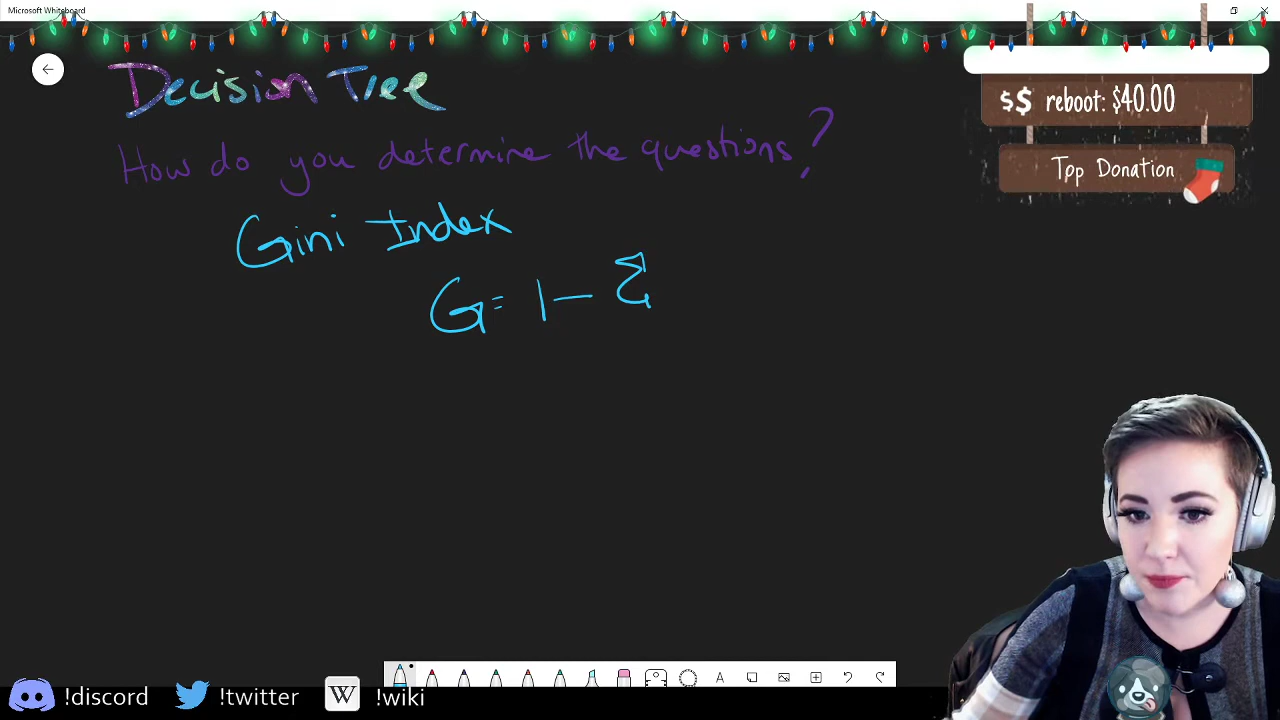 Microsoft Whiteboard
Decision Tree
How do you determine the questions?
Gini Index
G = 1 - Σ
$$ reboot: $40.00
Top Donation
!discord
!twitter
W !wiki